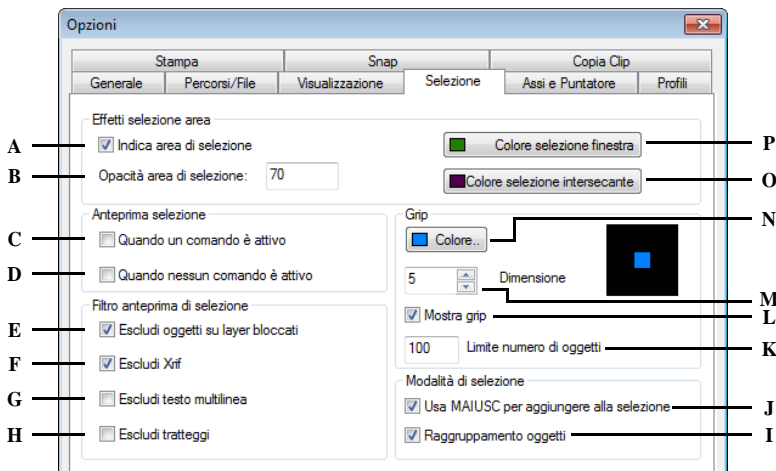 Opzioni
Stampa
Snap
Copia Clip
Generale
Percorsi/File
Visualizzazione
Selezione
Assi e Puntatore
Profili
Effetti selezione area
A
Indica area di selezione
Colore selezione finestra
P
B
Opacità area di selezione:
70
Colore selezione intersecante
O
Anteprima selezione
Grip
N
C
Quando un comando è attivo
Colore..
D
Quando nessun comando è attivo
5
Dimensione
M
Filtro anteprima di selezione
E
Escludi oggetti su layer bloccati
Mostra grip
L
F
Escludi Xrif
100
Limite numero di oggetti
K
Modalità di selezione
G
Escludi testo multilinea
Usa MAIUSC per aggiungere alla selezione
J
H
Escludi tratteggi
Raggruppamento oggetti
I